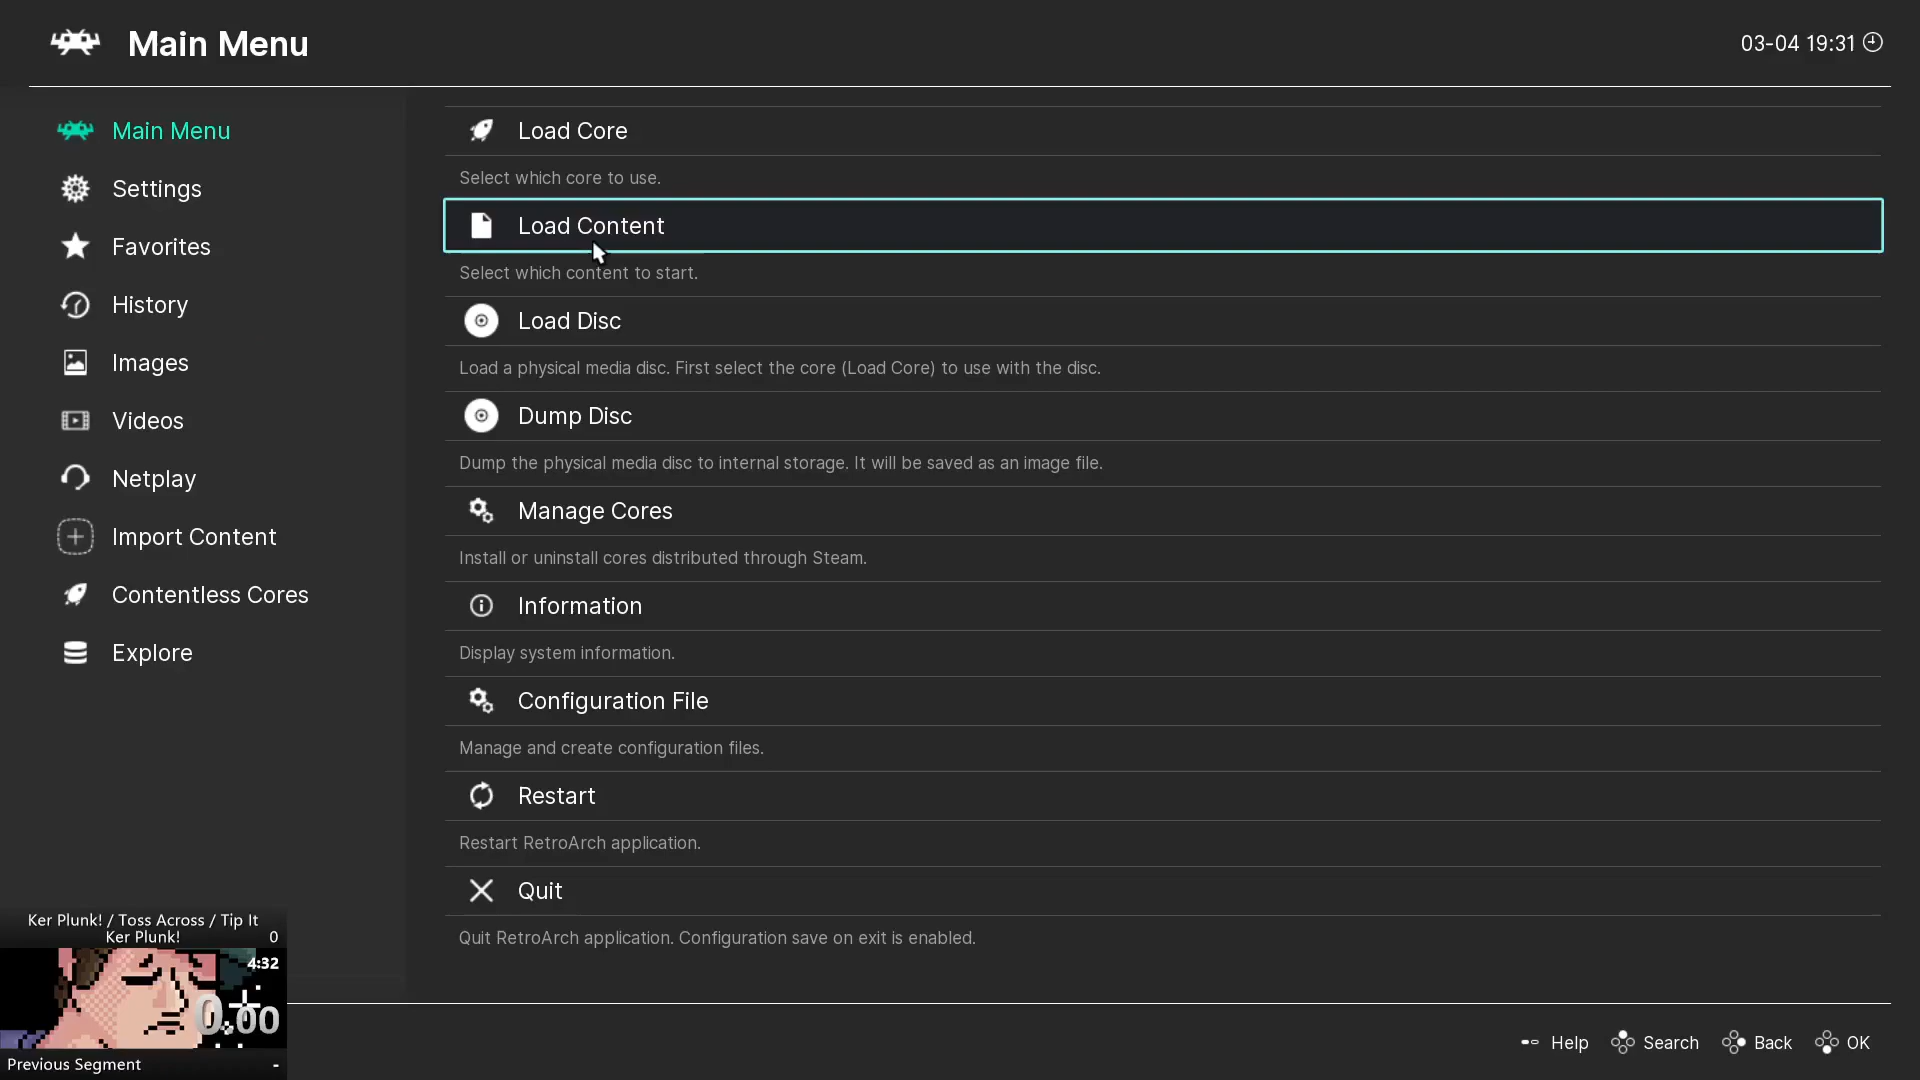 Main Menu
03-04 19:31
Main Menu
Settings
Favorites
History
Images
Videos
Netplay
Import Content
Contentless Cores
Explore
Load Core
Select which core to use.
Load Content
Select which content to start.
Load Disc
Load a physical media disc. First select the core (Load Core) to use with the disc.
Dump Disc
Dump the physical media disc to internal storage. It will be saved as an image file.
Manage Cores
Install or uninstall cores distributed through Steam.
Information
Display system information.
Configuration File
Manage and create configuration files.
Restart
Restart RetroArch application.
Quit
Quit RetroArch application. Configuration save on exit is enabled.
Ker Plunk! / Toss Across / Tip It
Ker Plunk! 0
4:32
0.00
Previous Segment -
Help Search Back OK